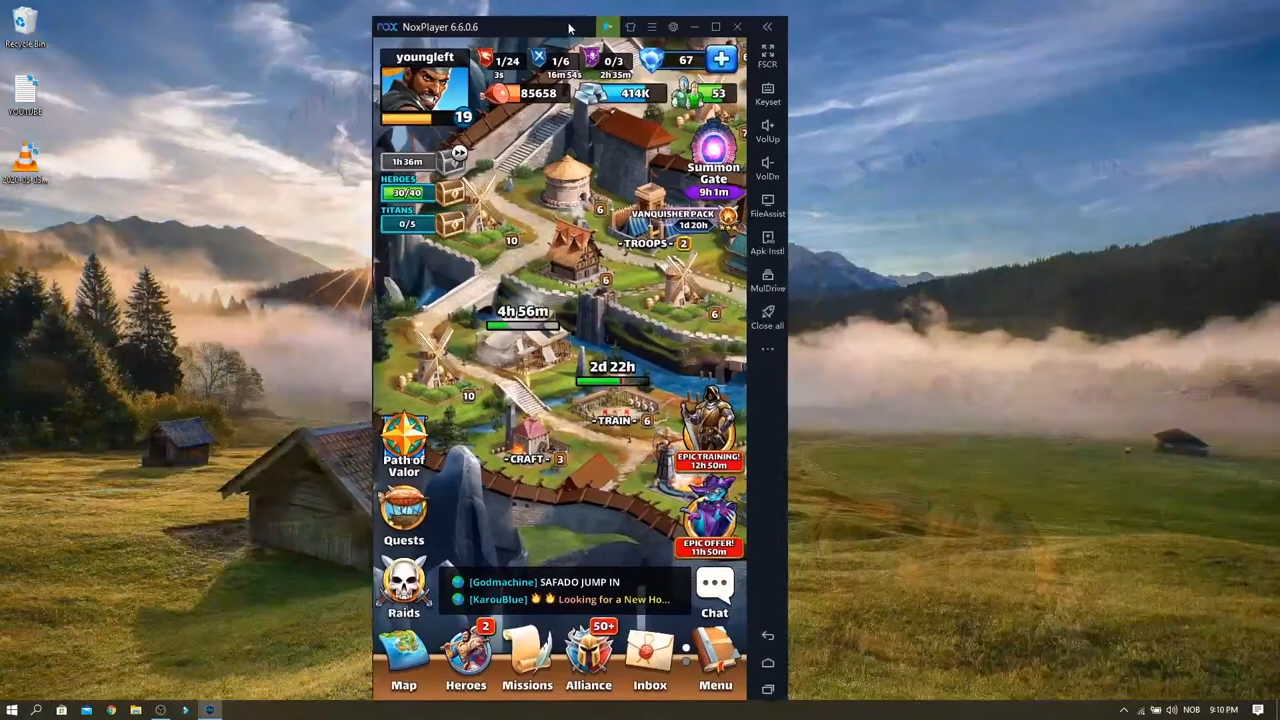 Recycle Bin
YOUTUBE
nox NoxPlayer 6.6.0.6
FSCR
Keyset
VolUp
VolDn
FileAssist
Apk Inst
MulDrive
Close all
youngleft
19
1/24
3s
1/6
16m 54s
0/3
2h 35m
67
85658
414K
53
1h 36m
HEROES
30/40
TITANS
0/5
Summon
Gate
9h 1m
VANQUISHER PACK
1d 20h
- TROOPS - 2
6
10
6
6
4h 56m
2d 22h
10
- TRAIN - 6
- CRAFT - 3
EPIC TRAINING!
12h 50m
EPIC OFFER!
11h 50m
Path of
Valor
Quests
Raids
[Godmachine] SAFADO JUMP IN
[KarouBlue] 🔥 🔥 Looking for a New Ho...
Chat
2
50+
Map
Heroes
Missions
Alliance
Inbox
Menu
NOB
9:10 PM